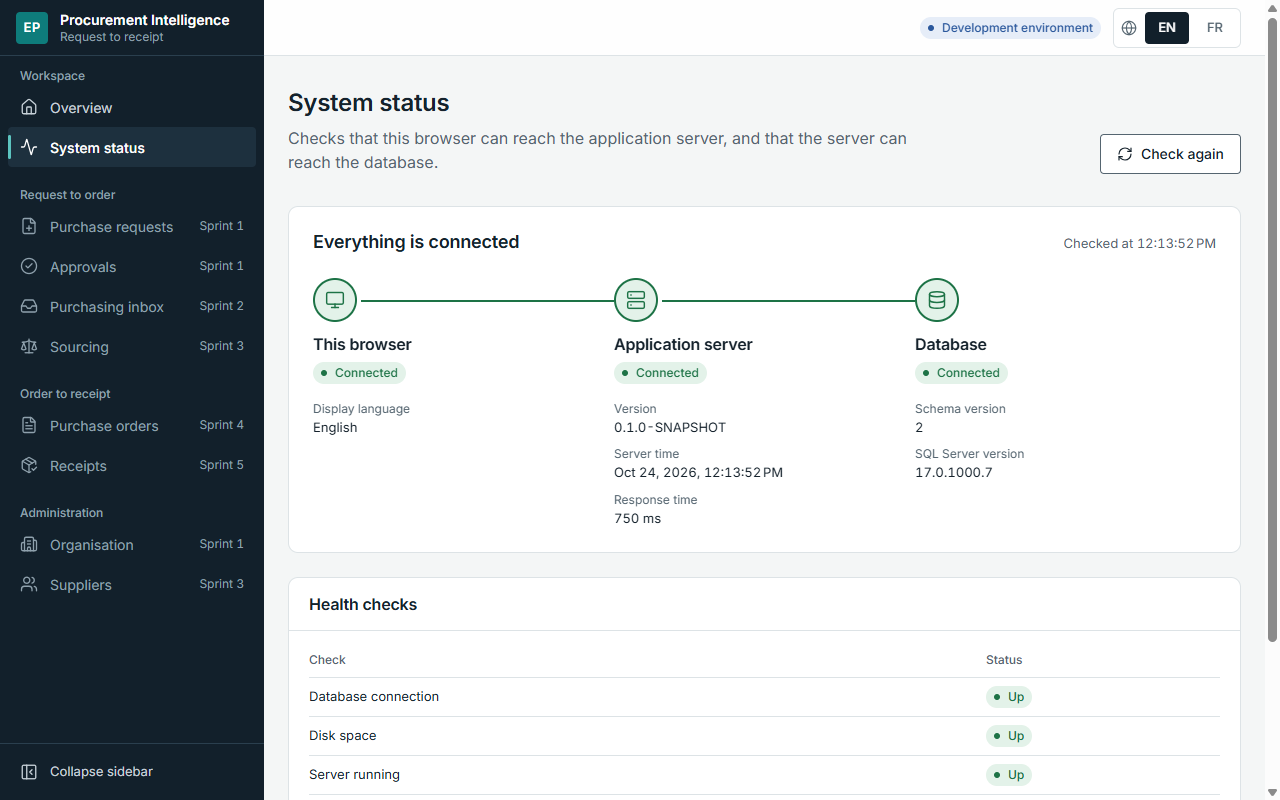 EP
Procurement Intelligence
Request to receipt
Development environment
EN
FR
Workspace
Overview
System status
Request to order
Purchase requests Sprint 1
Approvals Sprint 1
Purchasing inbox Sprint 2
Sourcing Sprint 3
Order to receipt
Purchase orders Sprint 4
Receipts Sprint 5
Administration
Organisation Sprint 1
Suppliers Sprint 3
Collapse sidebar
System status
Checks that this browser can reach the application server, and that the server can
reach the database.
Check again
Everything is connected
Checked at 12:13:52 PM
This browser
Connected
Display language
English
Application server
Connected
Version
0.1.0-SNAPSHOT
Server time
Oct 24, 2026, 12:13:52 PM
Response time
750 ms
Database
Connected
Schema version
2
SQL Server version
17.0.1000.7
Health checks
Check Status
Database connection Up
Disk space Up
Server running Up